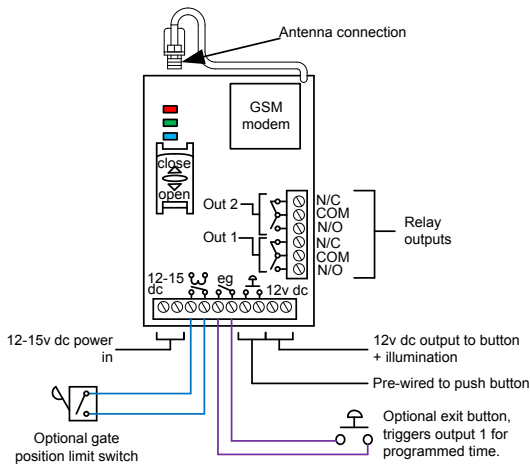 Antenna connection
GSM
modem
close
open
Out 2
Out 1
N/C
COM
N/O
N/C
COM
N/O
Relay
outputs
12-15
dc
eg
12v dc
12-15v dc power
in
12v dc output to button
+ illumination
Pre-wired to push button
Optional gate
position limit switch
Optional exit button,
triggers output 1 for
programmed time.